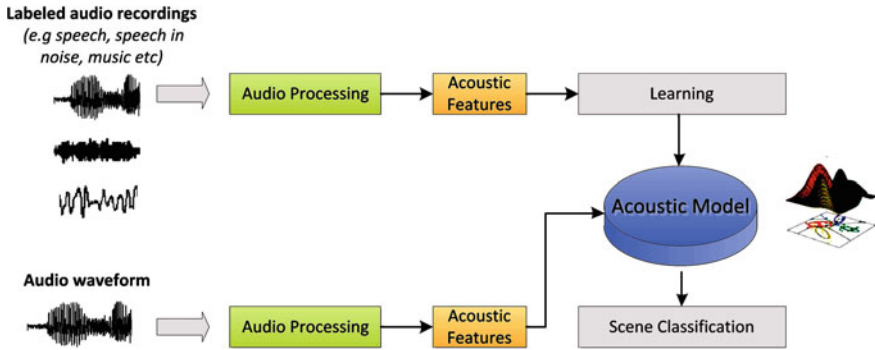 Labeled audio recordings
(e.g speech, speech in
noise, music etc)
Audio Processing
Acoustic
Features
Learning
Acoustic Model
Audio waveform
Audio Processing
Acoustic
Features
Scene Classification